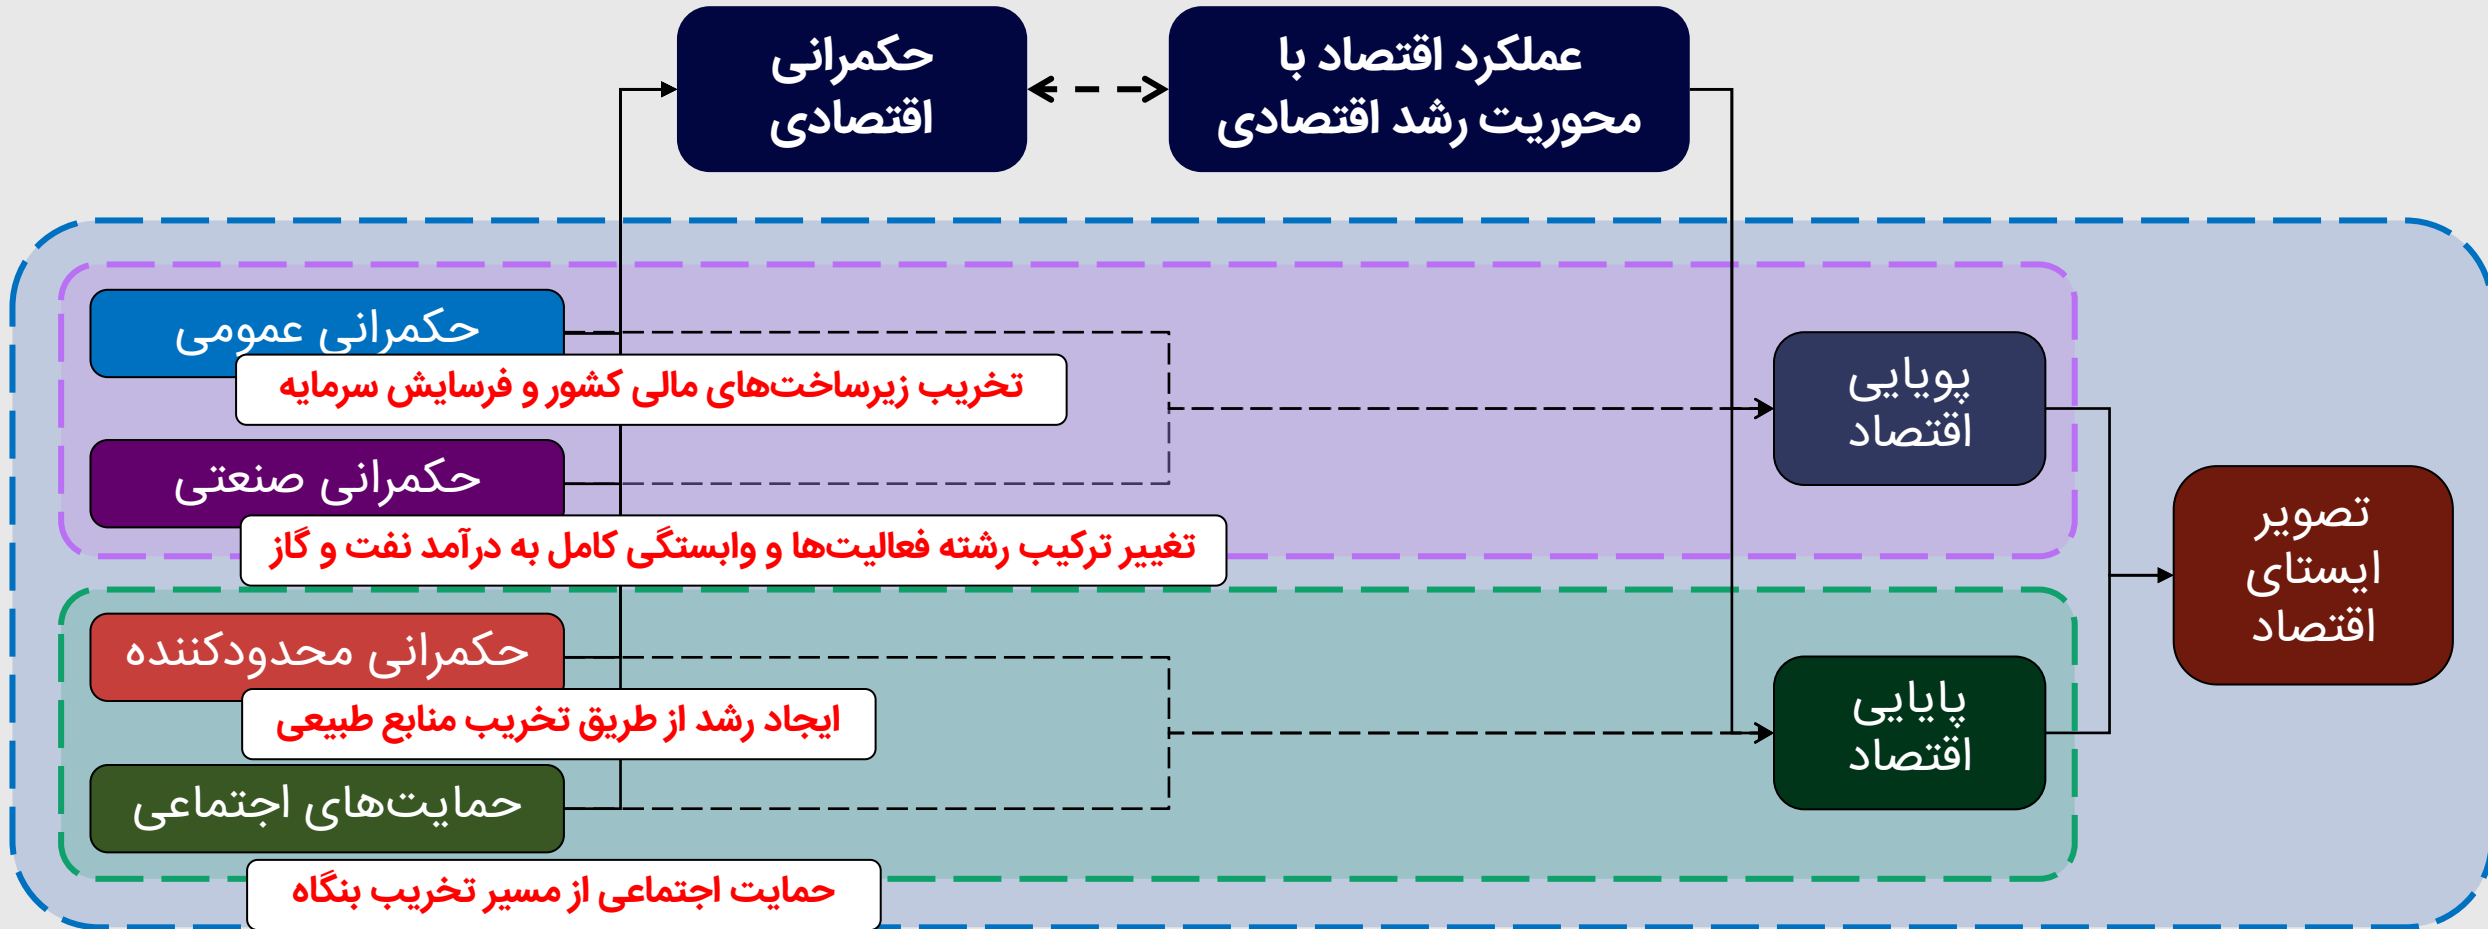 عملکرد اقتصاد با
محوریت رشد اقتصادی
حکمرانی
اقتصادی
حکمرانی عمومی
تخریب زیرساخت‌های مالی کشور و فرسایش سرمایه
حکمرانی صنعتی
تغییر ترکیب رشته فعالیت‌ها و وابستگی کامل به درآمد نفت و گاز
پویایی
اقتصاد
حکمرانی محدودکننده
ایجاد رشد از طریق تخریب منابع طبیعی
حمایت‌های اجتماعی
حمایت اجتماعی از مسیر تخریب بنگاه
پایایی
اقتصاد
تصویر
ایستای
اقتصاد